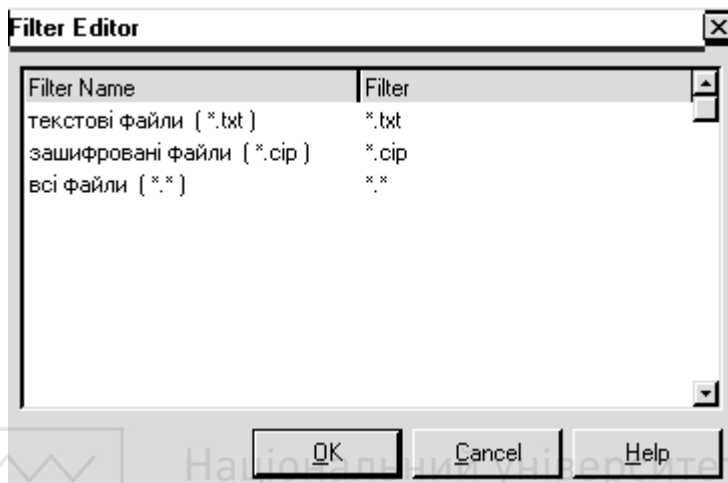 Filter Editor
Filter Name Filter
текстові файли ( *.txt ) *.txt
зашифровані файли ( *.cip ) *.cip
всі файли ( *.* ) *.*
OK Cancel Help
Національний університе